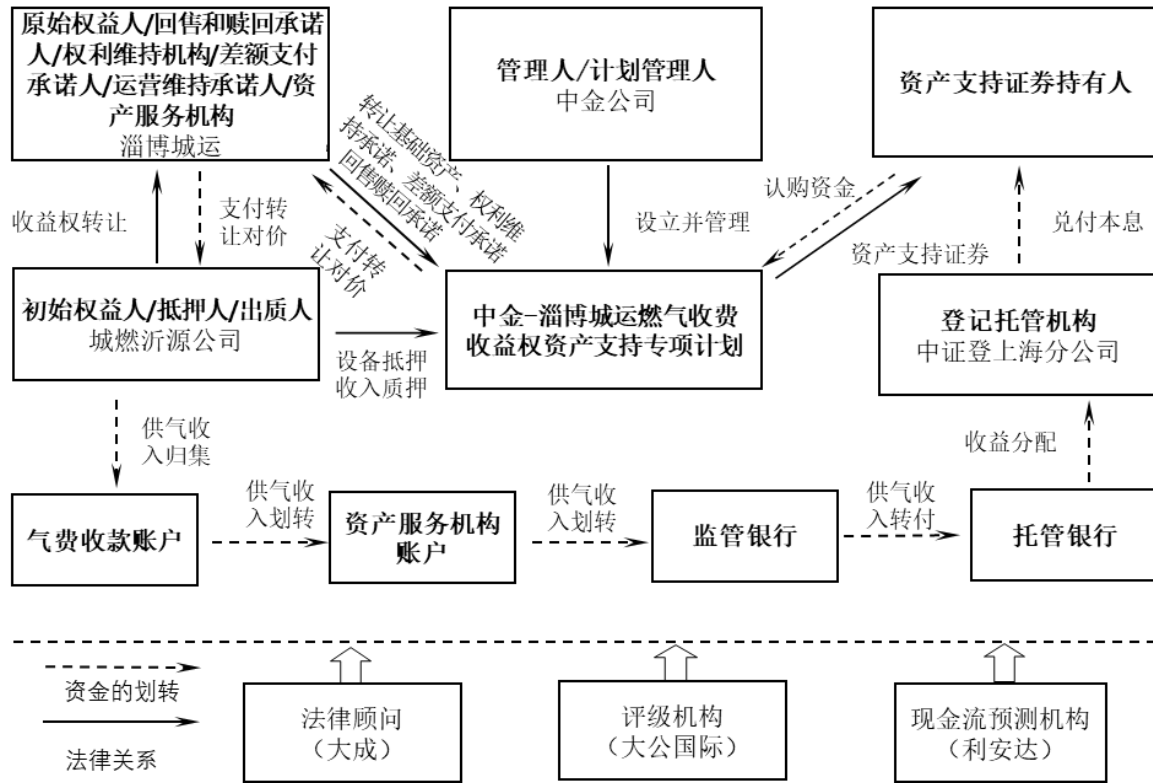 原始权益人/回售和赎回承诺
人/权利维持机构/差额支付
承诺人/运营维持承诺人/资
产服务机构
淄博城运
管理人/计划管理人
中金公司
资产支持证券持有人
转让基础资产、权利维
持承诺、差额支付承诺
回售赎回承诺
支付转
让对价
收益权转让
支付转
让对价
设立并管理
认购资金
资产支持证券
兑付本息
初始权益人/抵押人/出质人
城燃沂源公司
设备抵押
收入质押
中金-淄博城运燃气收费
收益权资产支持专项计划
登记托管机构
中证登上海分公司
供气收
入归集
收益分配
气费收款账户
供气收
入划转
资产服务机构
账户
供气收
入划转
监管银行
供气收
入转付
托管银行
资金的划转
法律关系
法律顾问
（大成）
评级机构
（大公国际）
现金流预测机构
（利安达）